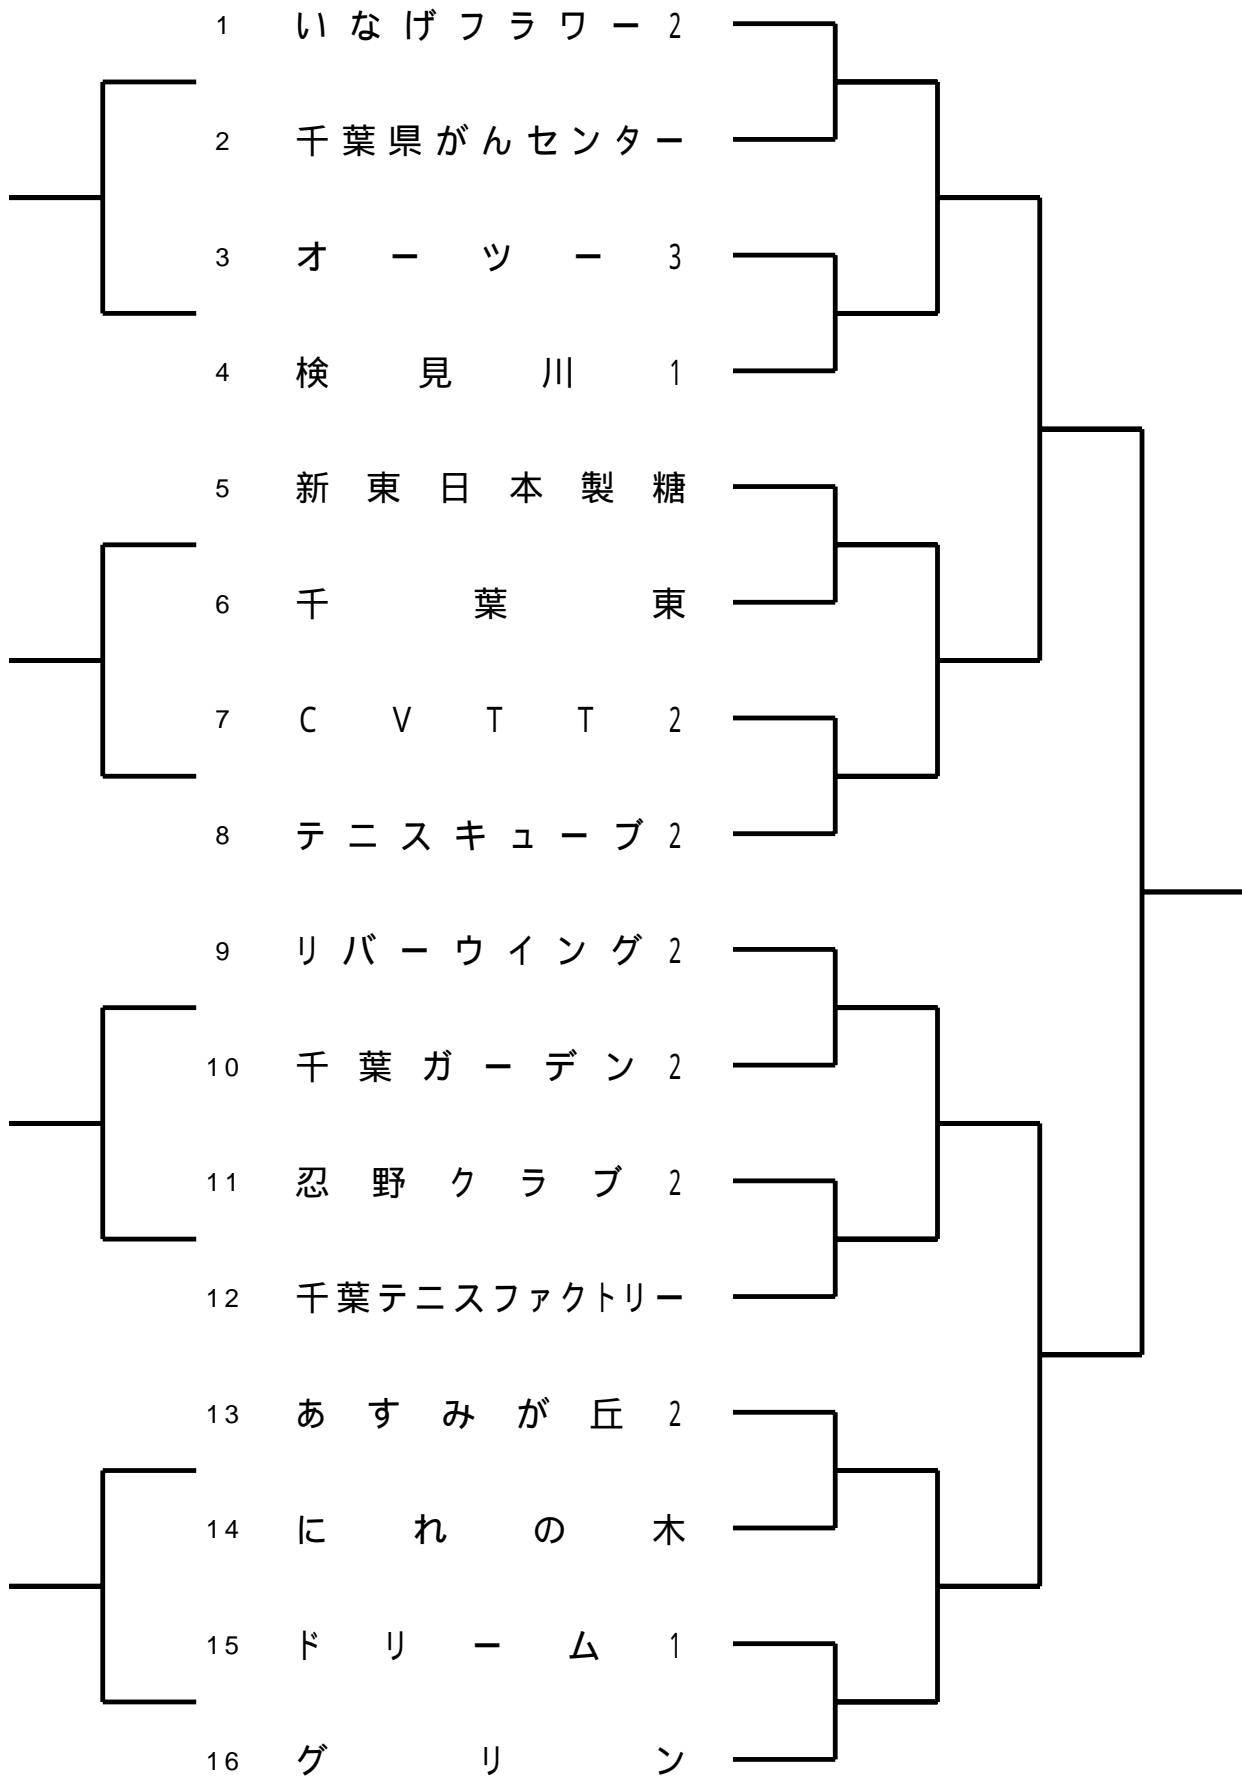 1 いなげフラワー2
2 千葉県がんセンター
3 オーツー3
4 検見川1
5 新東日本製糖
6 千葉東
7 CVTT2
8 テニスキューブ2
9 リバーウイング2
10 千葉ガーデン2
11 忍野クラブ2
12 千葉テニスファクトリー
13 あすみが丘2
14 にれの木
15 ドリーム1
16 グリン